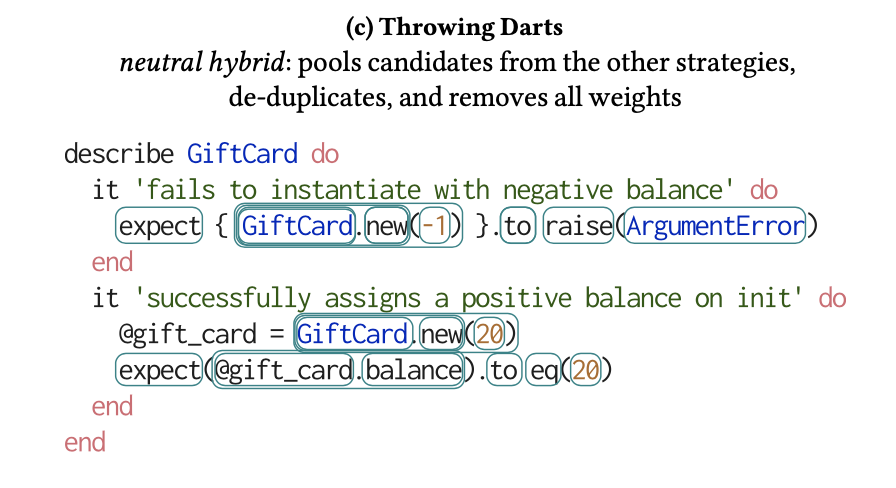 (c) Throwing Darts
neutral hybrid: pools candidates from the other strategies,
de-duplicates, and removes all weights
describe GiftCard do
  it 'fails to instantiate with negative balance' do
    expect { GiftCard.new(-1) }.to raise(ArgumentError)
  end
  it 'successfully assigns a positive balance on init' do
    @gift_card = GiftCard.new(20)
    expect(@gift_card.balance).to eq(20)
  end
end